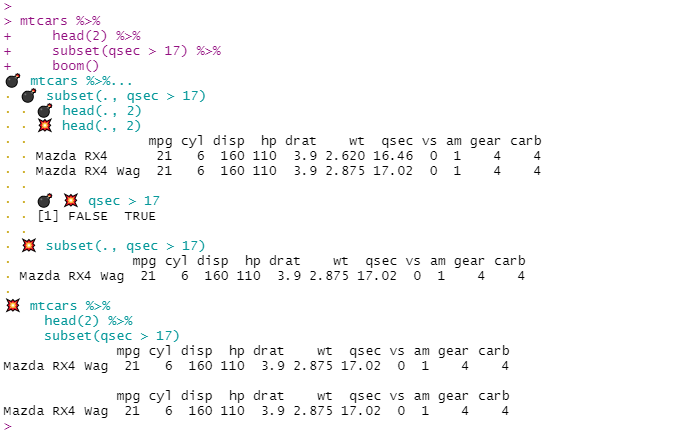 >
> mtcars %>%
+     head(2) %>%
+     subset(qsec > 17) %>%
+     boom()
💣 mtcars %>%...
· 💣 subset(., qsec > 17)
· · 💣 head(., 2)
· · 💥 head(., 2)
· ·               mpg cyl disp  hp drat    wt  qsec vs am gear carb
· · Mazda RX4      21   6  160 110  3.9 2.620 16.46  0  1    4    4
· · Mazda RX4 Wag  21   6  160 110  3.9 2.875 17.02  0  1    4    4
· ·
· · 💣 💥 qsec > 17
· · [1] FALSE  TRUE
· ·
· 💥 subset(., qsec > 17)
·               mpg cyl disp  hp drat    wt  qsec vs am gear carb
· Mazda RX4 Wag  21   6  160 110  3.9 2.875 17.02  0  1    4    4
·
💥 mtcars %>%
     head(2) %>%
     subset(qsec > 17)
              mpg cyl disp  hp drat    wt  qsec vs am gear carb
Mazda RX4 Wag  21   6  160 110  3.9 2.875 17.02  0  1    4    4

              mpg cyl disp  hp drat    wt  qsec vs am gear carb
Mazda RX4 Wag  21   6  160 110  3.9 2.875 17.02  0  1    4    4
>